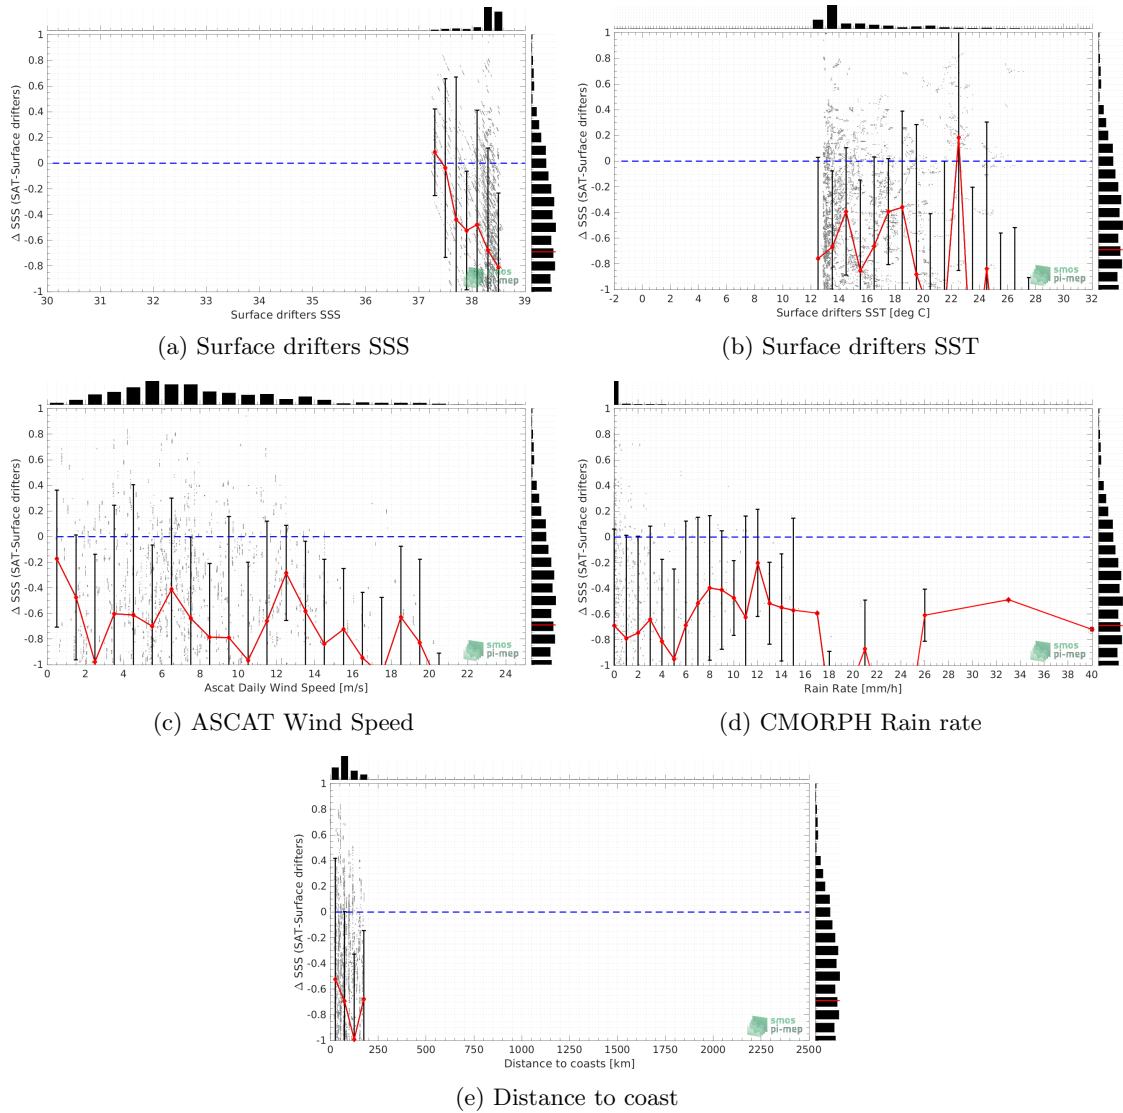 1
0.8
0.6
0.4
0.2
0
-0.2
-0.4
-0.6
-0.8
-1
Δ SSS (SAT-Surface drifters)
30 31 32 33 34 35 36 37 38 39
Surface drifters SSS
smos
pi-mep
(a) Surface drifters SSS
1
0.8
0.6
0.4
0.2
0
-0.2
-0.4
-0.6
-0.8
-1
Δ SSS (SAT-Surface drifters)
-2 0 2 4 6 8 10 12 14 16 18 20 22 24 26 28 30 32
Surface drifters SST [deg C]
smos
pi-mep
(b) Surface drifters SST
1
0.8
0.6
0.4
0.2
0
-0.2
-0.4
-0.6
-0.8
-1
Δ SSS (SAT-Surface drifters)
0 2 4 6 8 10 12 14 16 18 20 22 24
Ascat Daily Wind Speed [m/s]
smos
pi-mep
(c) ASCAT Wind Speed
1
0.8
0.6
0.4
0.2
0
-0.2
-0.4
-0.6
-0.8
-1
Δ SSS (SAT-Surface drifters)
0 2 4 6 8 10 12 14 16 18 20 22 24 26 28 30 32 34 36 38 40
Rain Rate [mm/h]
smos
pi-mep
(d) CMORPH Rain rate
1
0.8
0.6
0.4
0.2
0
-0.2
-0.4
-0.6
-0.8
-1
Δ SSS (SAT-Surface drifters)
0 250 500 750 1000 1250 1500 1750 2000 2250 2500
Distance to coasts [km]
smos
pi-mep
(e) Distance to coast